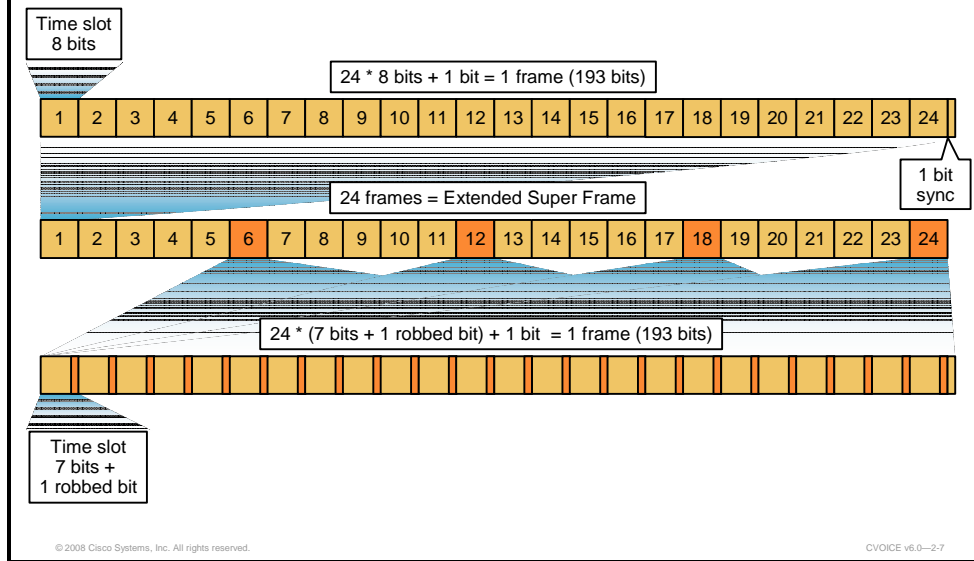 Time slot
8 bits
24 * 8 bits + 1 bit = 1 frame (193 bits)
1 2 3 4 5 6 7 8 9 10 11 12 13 14 15 16 17 18 19 20 21 22 23 24
1 bit
sync
24 frames = Extended Super Frame
1 2 3 4 5 6 7 8 9 10 11 12 13 14 15 16 17 18 19 20 21 22 23 24
24 * (7 bits + 1 robbed bit) + 1 bit = 1 frame (193 bits)
Time slot
7 bits +
1 robbed bit
© 2008 Cisco Systems, Inc. All rights reserved.
CVOICE v6.0—2-7